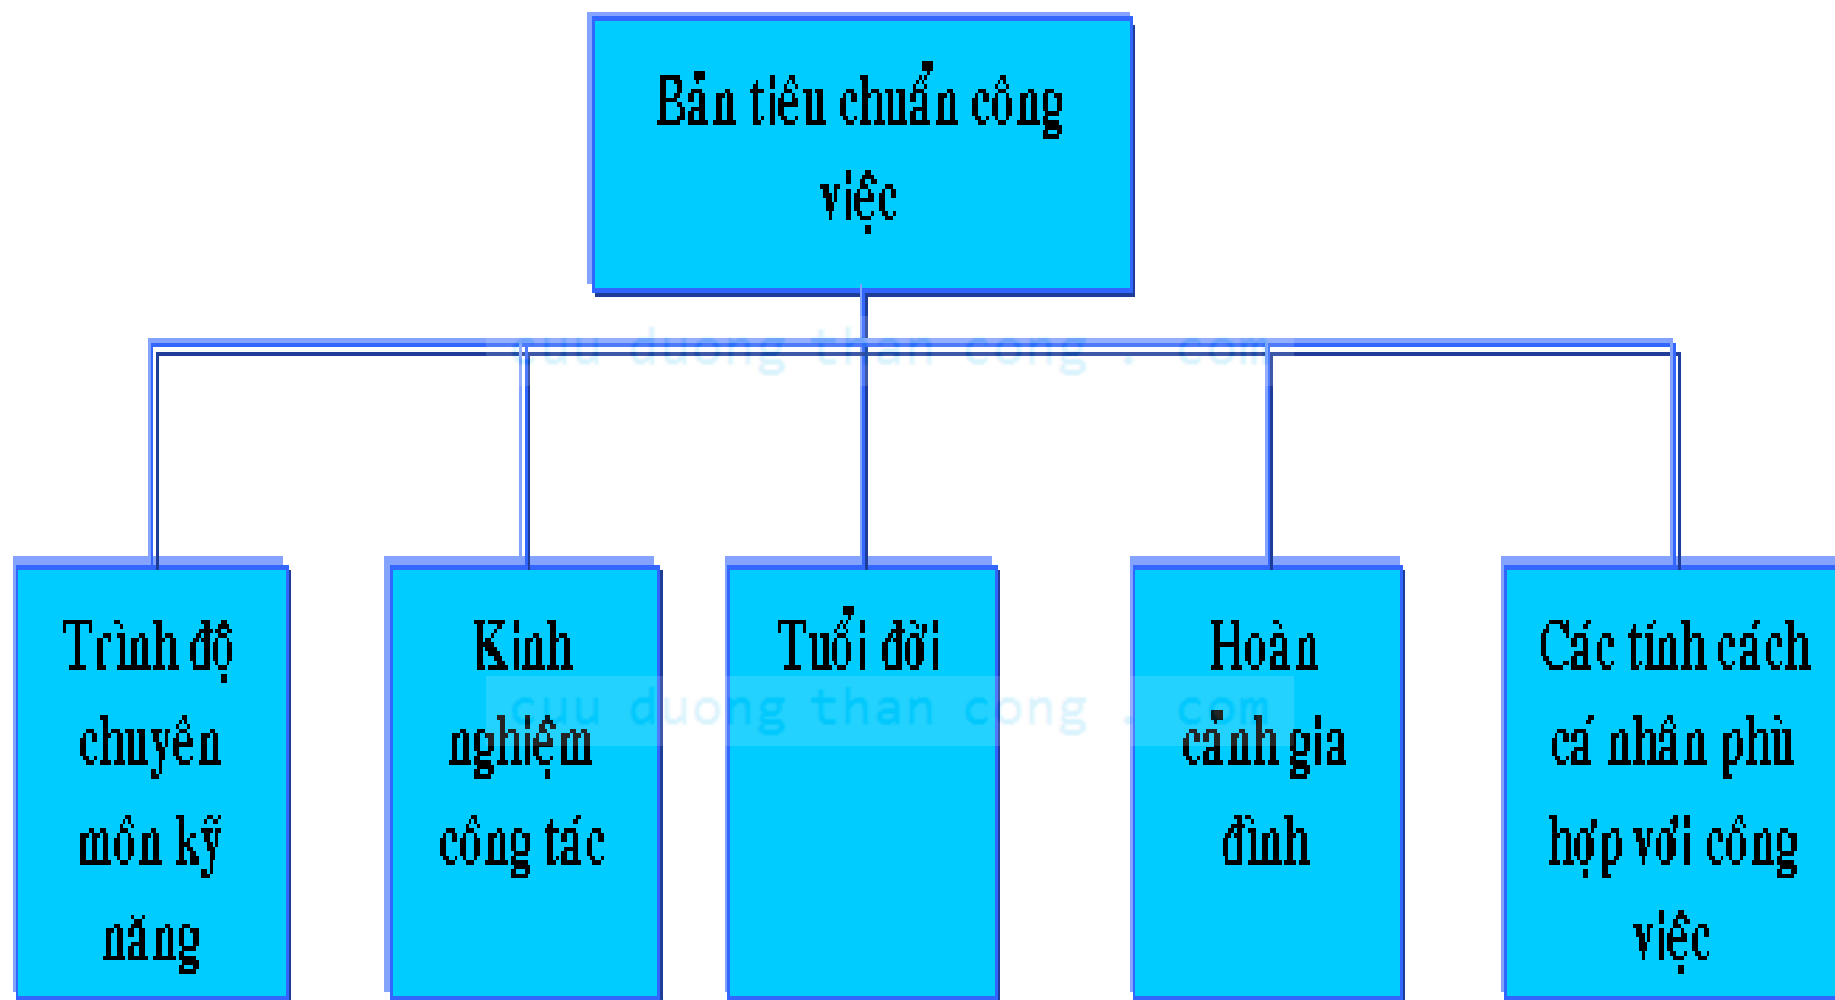 Bản tiêu chuẩn công
việc
cuu duong than cong . com
Trình độ
chuyên
môn kỹ
năng
Kinh
nghiệm
công tác
Tuổi đời
Hoàn
cảnh gia
đình
Các tính cách
cá nhân phù
hợp với công
việc
cuu duong than cong . com